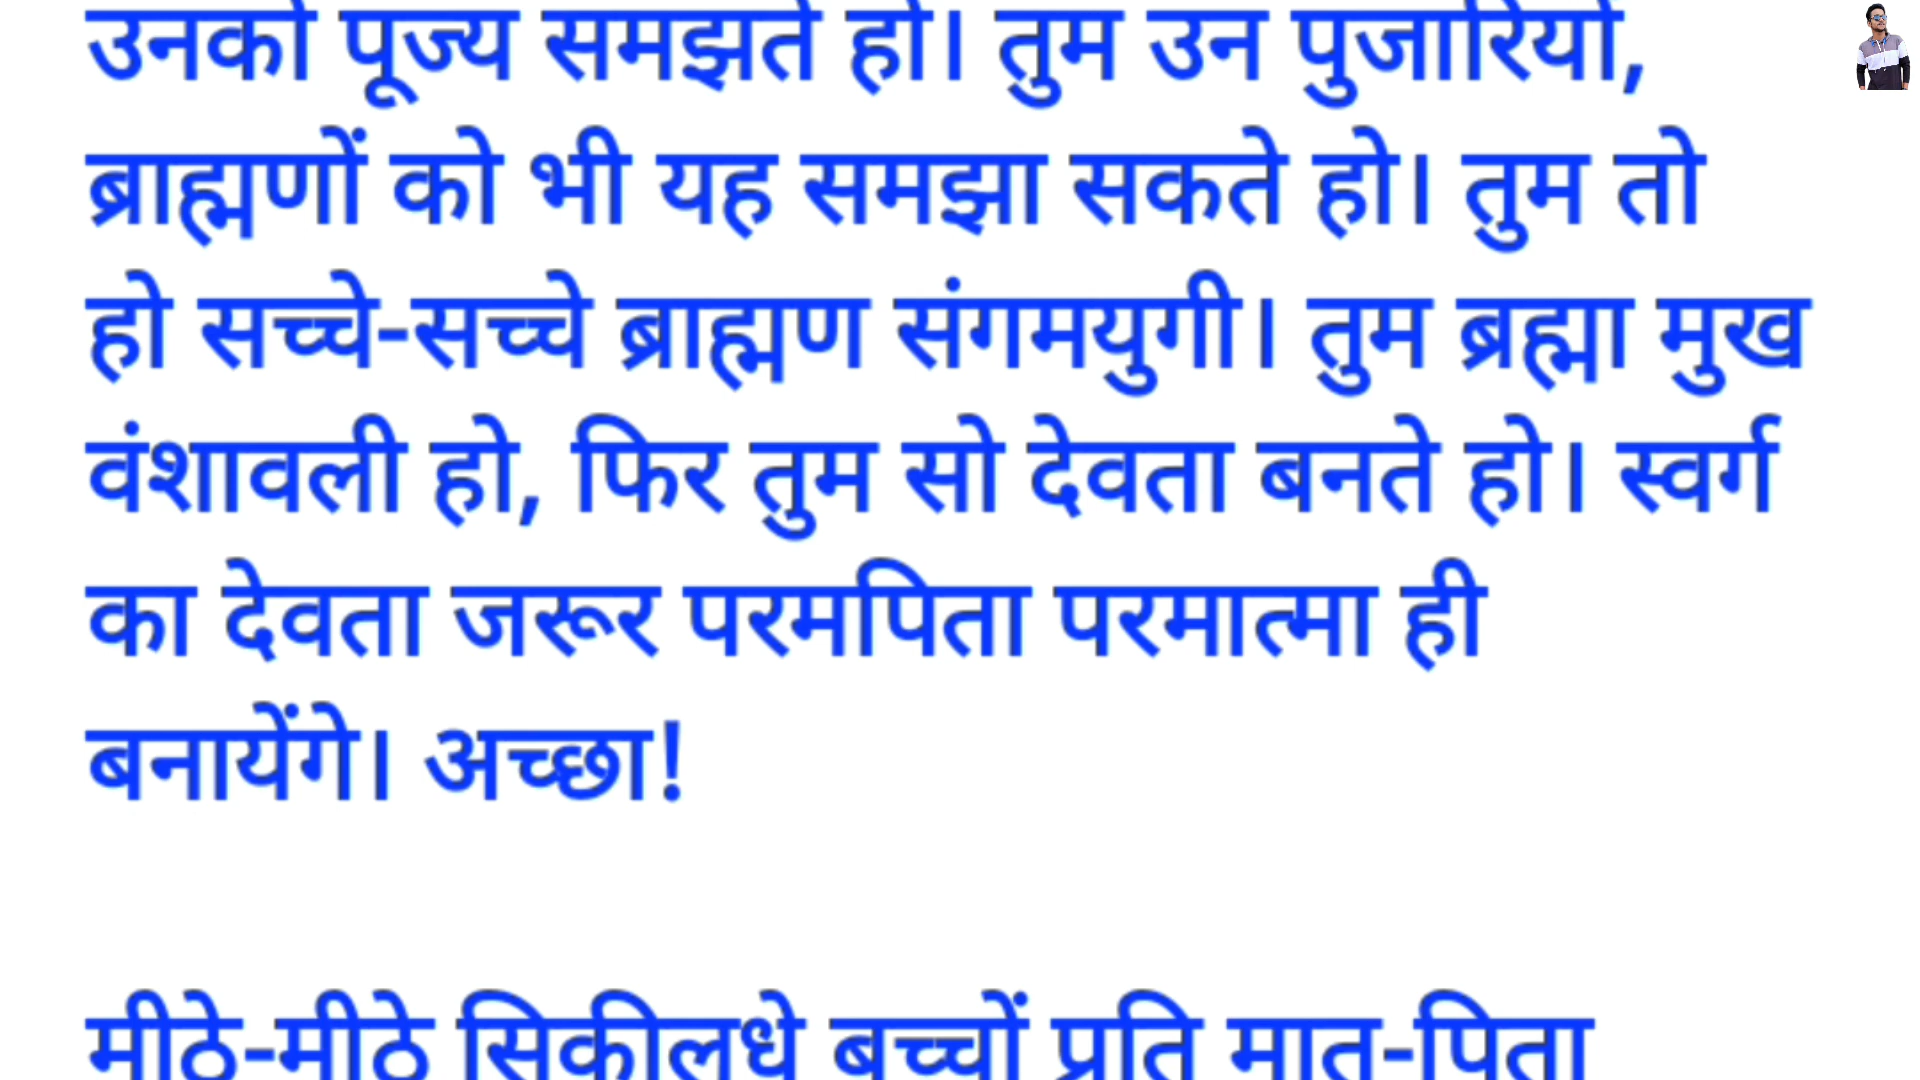 उनको पूज्य समझते हो। तुम उन पुजारियों,
ब्राह्मणों को भी यह समझा सकते हो। तुम तो
हो सच्चे-सच्चे ब्राह्मण संगमयुगी। तुम ब्रह्मा मुख
वंशावली हो, फिर तुम सो देवता बनते हो। स्वर्ग
का देवता जरूर परमपिता परमात्मा ही
बनायेंगे। अच्छा!
मीठे-मीठे सिकीलधे बच्चों प्रति मात-पिता